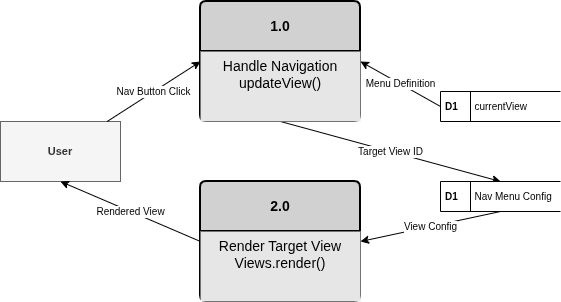 1.0
Handle Navigation
updateView()
Nav Button Click
Menu Definition
D1 currentView
User
Target View ID
D1 Nav Menu Config
2.0
Rendered View
View Config
Render Target View
Views.render()